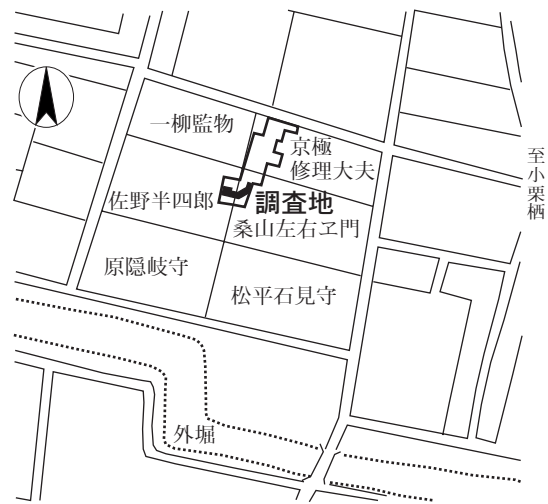 一柳監物
京極
修理大夫
至小栗栖
佐野半四郎
調査地
桑山左右ヱ門
原隠岐守
松平石見守
外堀